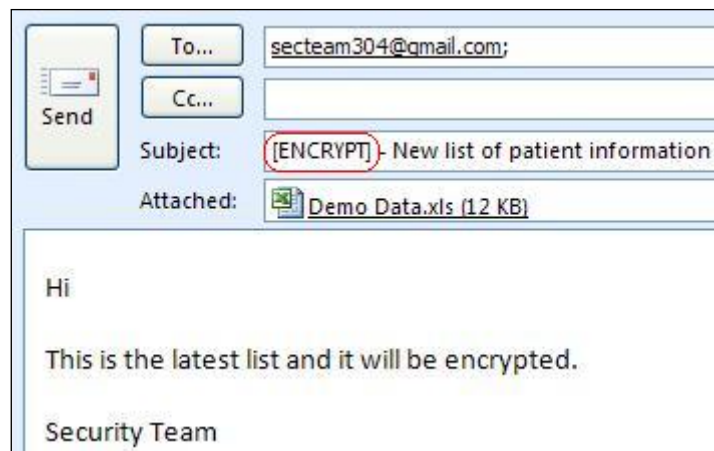 To...
secteam304@gmail.com;
Cc...
Send
Subject: [ENCRYPT] - New list of patient information
Attached: Demo Data.xls (12 KB)
Hi
This is the latest list and it will be encrypted.
Security Team